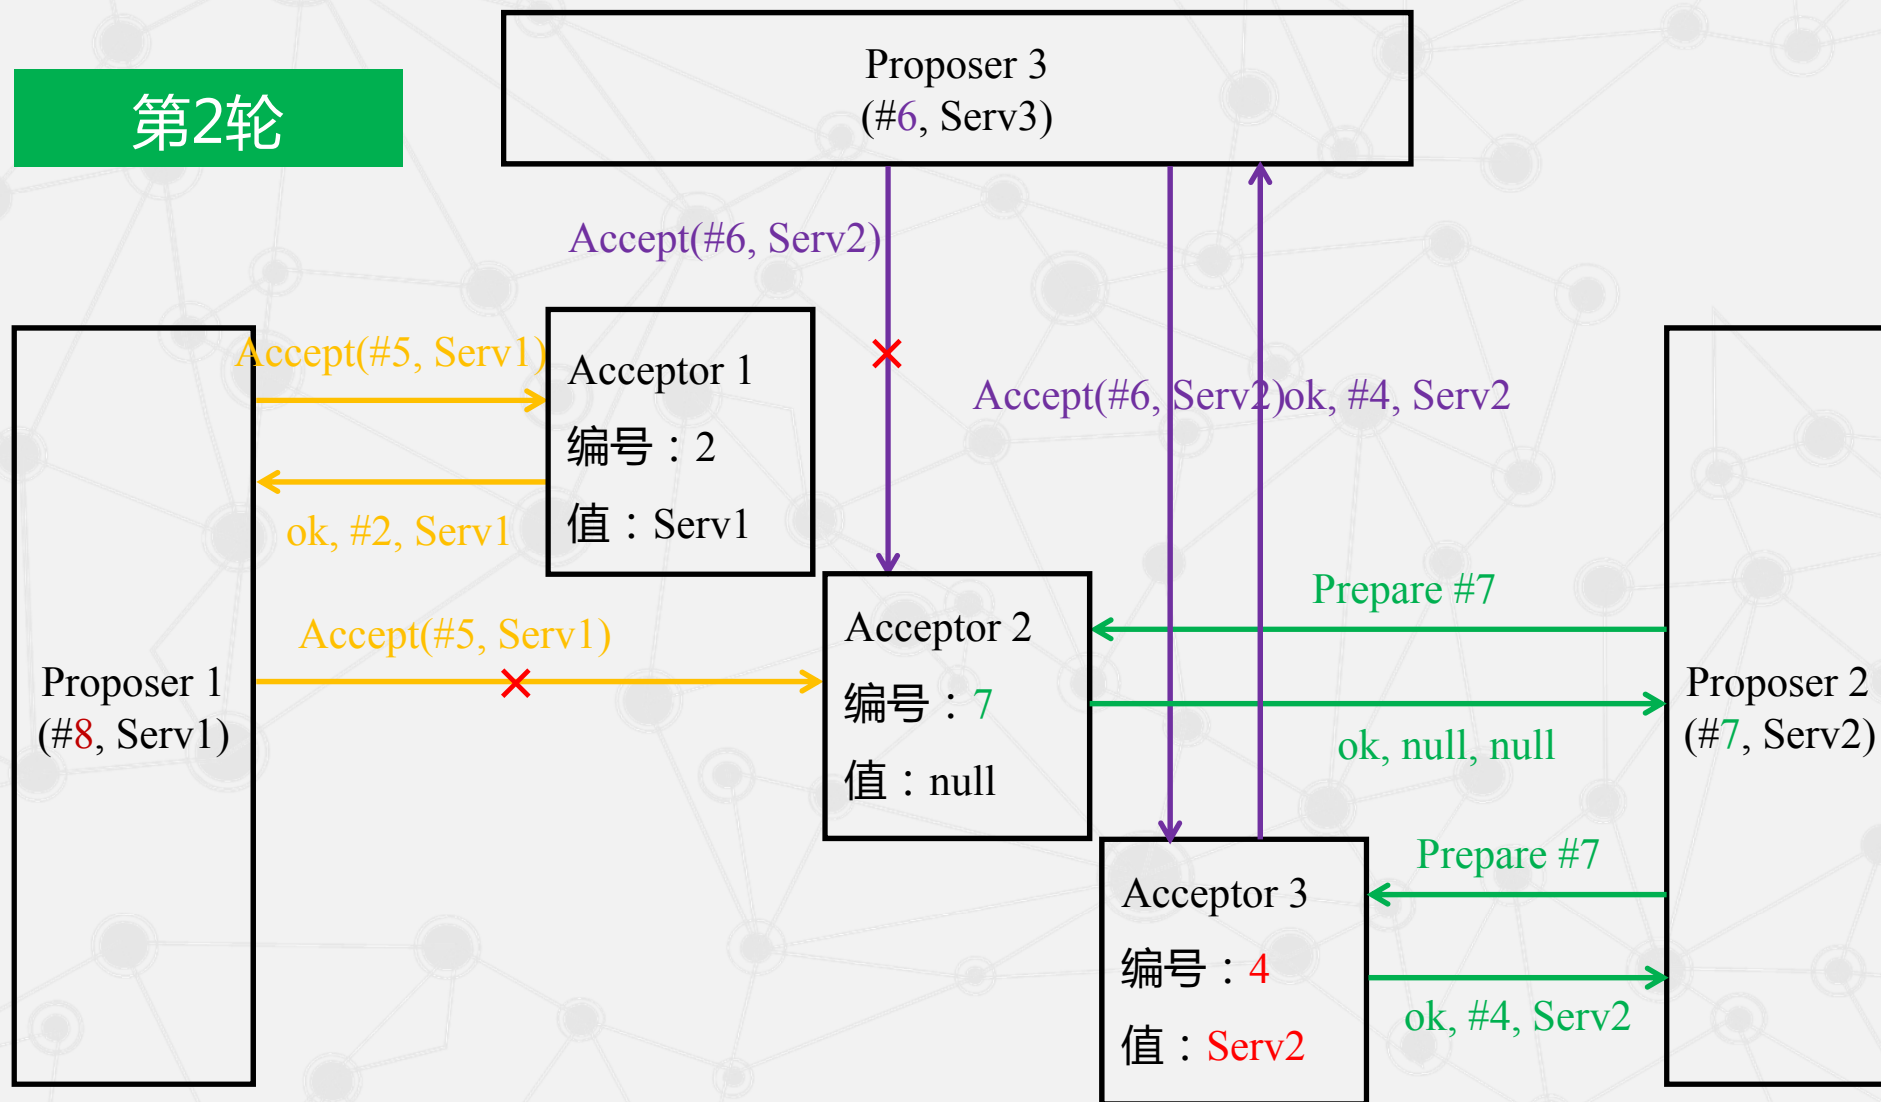 第2轮
Proposer 3
(#6, Serv3)
Accept(#6, Serv2)
Accept(#5, Serv1)
Acceptor 1
编号：2
值：Serv1
ok, #2, Serv1
Accept(#6, Serv2)
ok, #4, Serv2
Accept(#5, Serv1)
Proposer 1
(#8, Serv1)
Acceptor 2
编号：7
值：null
Prepare #7
ok, null, null
Proposer 2
(#7, Serv2)
Acceptor 3
编号：4
值：Serv2
Prepare #7
ok, #4, Serv2